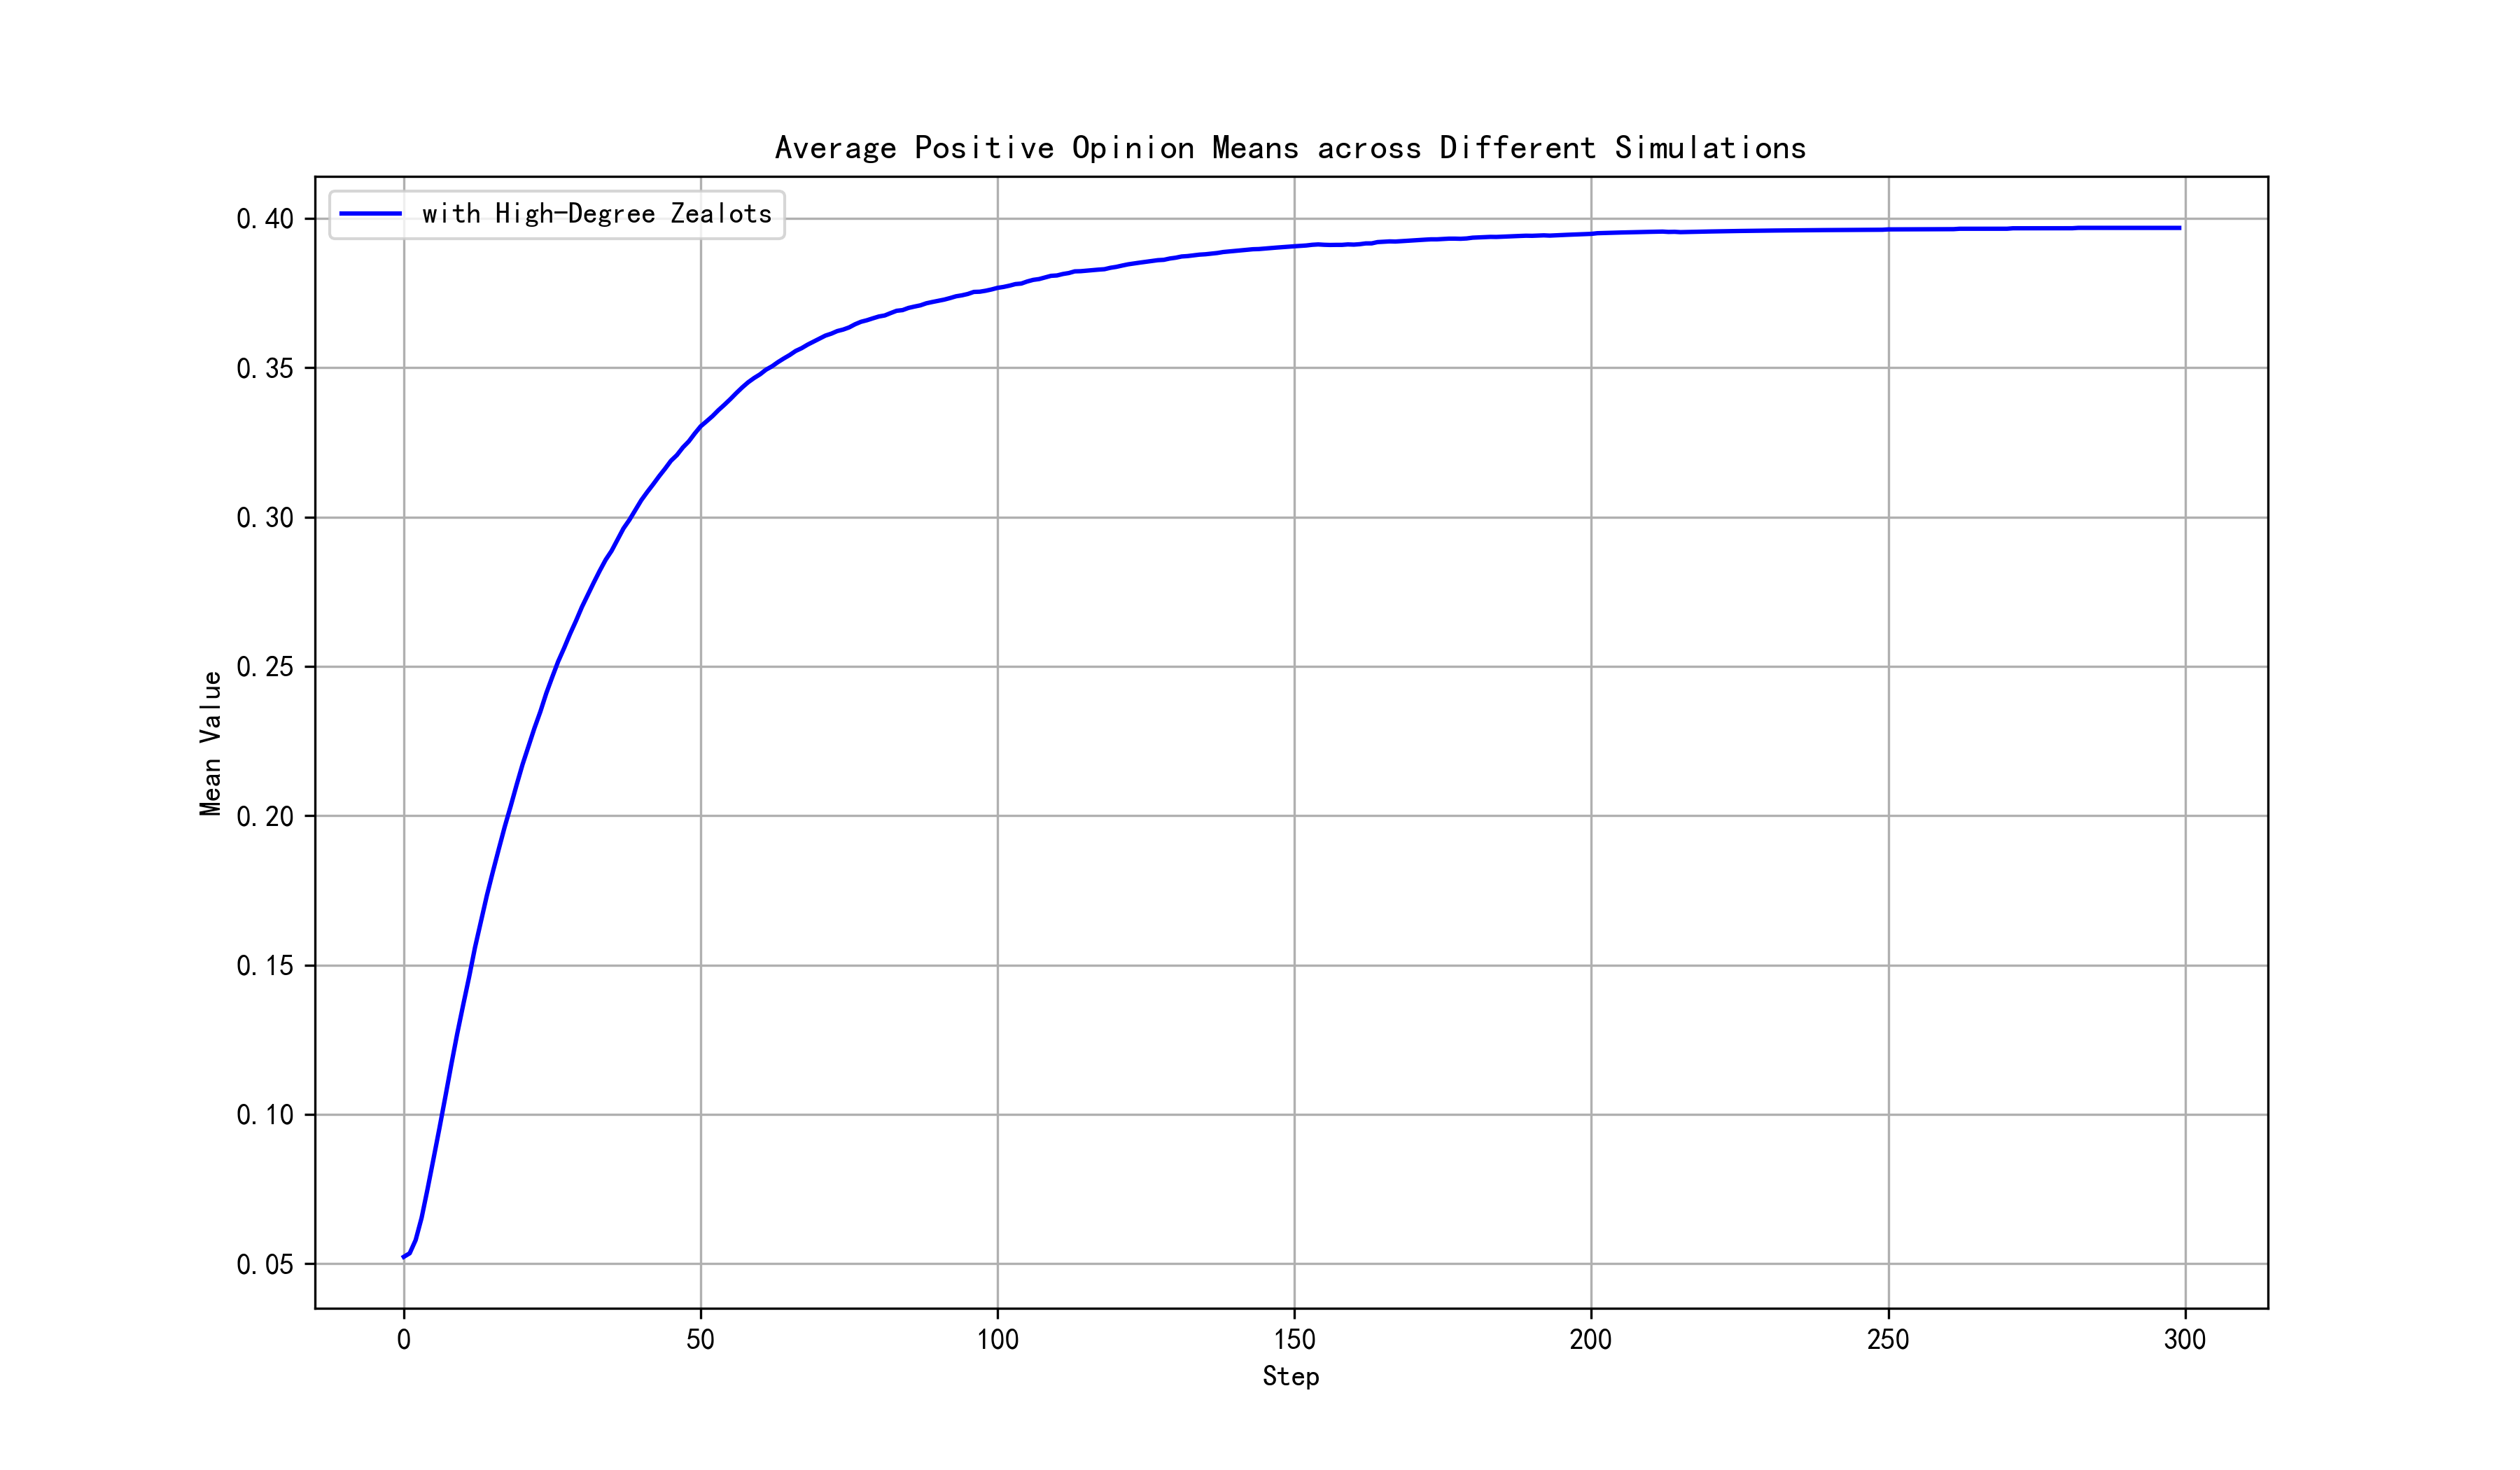 Average Positive Opinion Means across Different Simulations
with High-Degree Zealots
0.40
0.35
0.30
0.25
0.20
0.15
0.10
0.05
Mean Value
0 50 100 150 200 250 300
Step